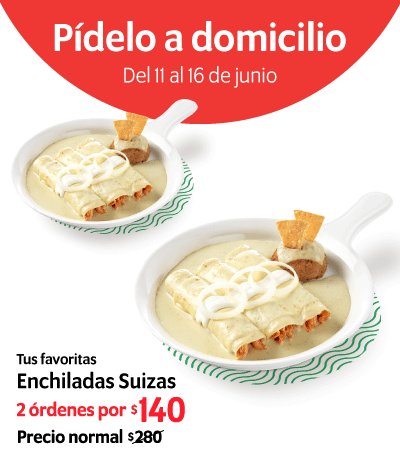 Pídelo a domicilio
Del 11 al 16 de junio
Tus favoritas
Enchiladas Suizas
2 órdenes por $140
Precio normal $280